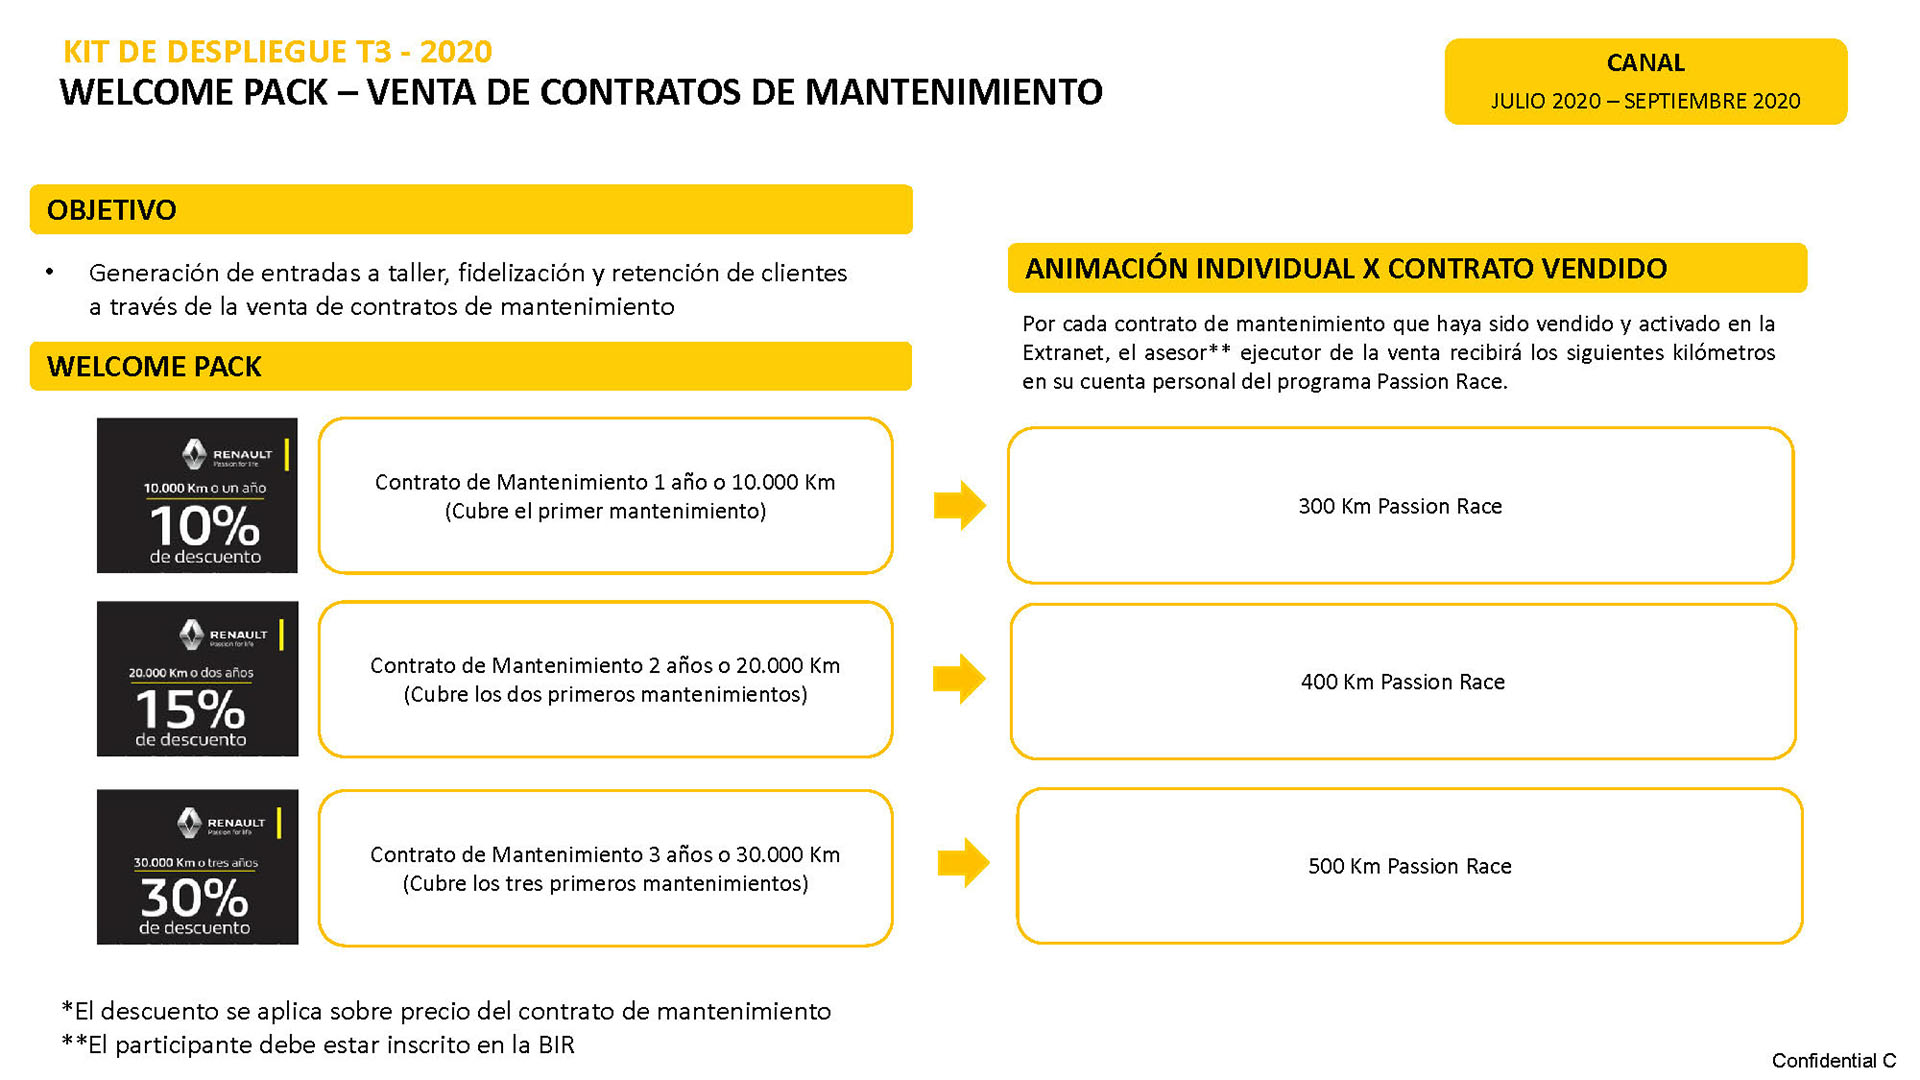 KIT DE DESPLIEGUE T3 - 2020
WELCOME PACK – VENTA DE CONTRATOS DE MANTENIMIENTO
CANAL
JULIO 2020 – SEPTIEMBRE 2020
OBJETIVO
• Generación de entradas a taller, fidelización y retención de clientes
a través de la venta de contratos de mantenimiento
WELCOME PACK
ANIMACIÓN INDIVIDUAL X CONTRATO VENDIDO
Por cada contrato de mantenimiento que haya sido vendido y activado en la
Extranet, el asesor** ejecutor de la venta recibirá los siguientes kilómetros
en su cuenta personal del programa Passion Race.
RENAULT
Passion for life
10.000 Km o un año
10%
de descuento
Contrato de Mantenimiento 1 año o 10.000 Km
(Cubre el primer mantenimiento)
300 Km Passion Race
RENAULT
Passion for life
20.000 Km o dos años
15%
de descuento
Contrato de Mantenimiento 2 años o 20.000 Km
(Cubre los dos primeros mantenimientos)
400 Km Passion Race
RENAULT
Passion for life
30.000 Km o tres años
30%
de descuento
Contrato de Mantenimiento 3 años o 30.000 Km
(Cubre los tres primeros mantenimientos)
500 Km Passion Race
*El descuento se aplica sobre precio del contrato de mantenimiento
**El participante debe estar inscrito en la BIR
Confidential C